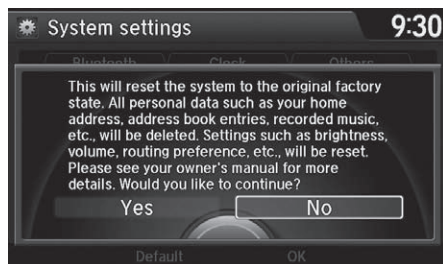 System settings
9:30
Bluetooth Clock Others
This will reset the system to the original factory
state. All personal data such as your home
address, address book entries, recorded music,
etc., will be deleted. Settings such as brightness,
volume, routing preference, etc., will be reset.
Please see your owner's manual for more
details. Would you like to continue?
Yes No
Default OK